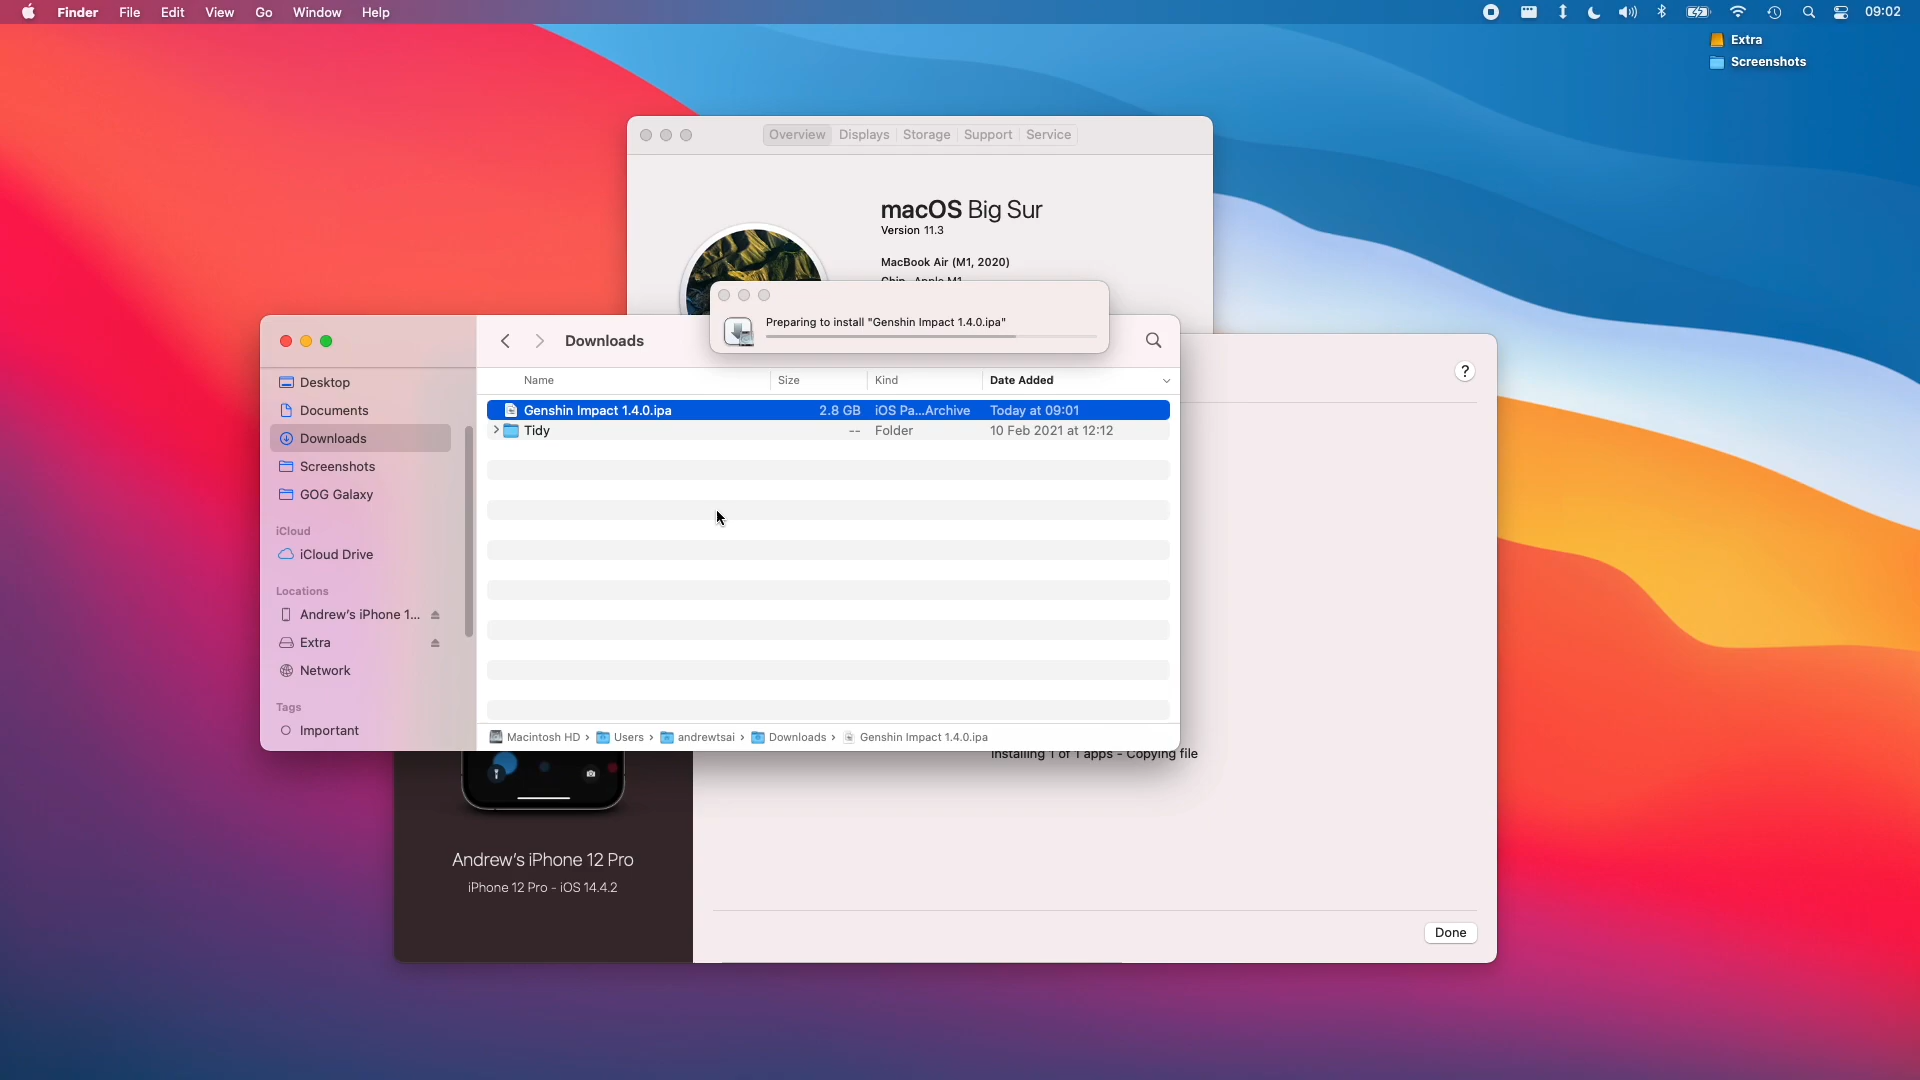 Finder File Edit View Go Window Help 09:02
Extra
Screenshots
Overview Displays Storage Support Service
macOS Big Sur
Version 11.3
MacBook Air (M1, 2020)
Chip Apple M1
Preparing to install "Genshin Impact 1.4.0.ipa"
Downloads
?
Name Size Kind Date Added
Genshin Impact 1.4.0.ipa 2.8 GB iOS Pa...Archive Today at 09:01
Tidy -- Folder 10 Feb 2021 at 12:12
Desktop
Documents
Downloads
Screenshots
GOG Galaxy
iCloud
iCloud Drive
Locations
Andrew's iPhone 1...
Extra
Network
Tags
Important
Macintosh HD › Users › andrewtsai › Downloads › Genshin Impact 1.4.0.ipa
Installing 1 of 1 apps - Copying file
Andrew's iPhone 12 Pro
iPhone 12 Pro - iOS 14.4.2
Done